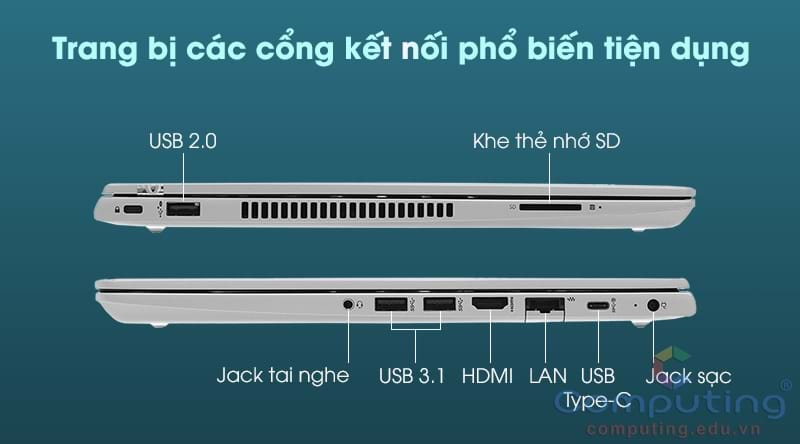 Trang bị các cổng kết nối phổ biến tiện dụng
USB 2.0
Khe thẻ nhớ SD
SD
Jack tai nghe
USB 3.1
HDMI
LAN
USB
Type-C
Jack sạc
Computing®
computing.edu.vn